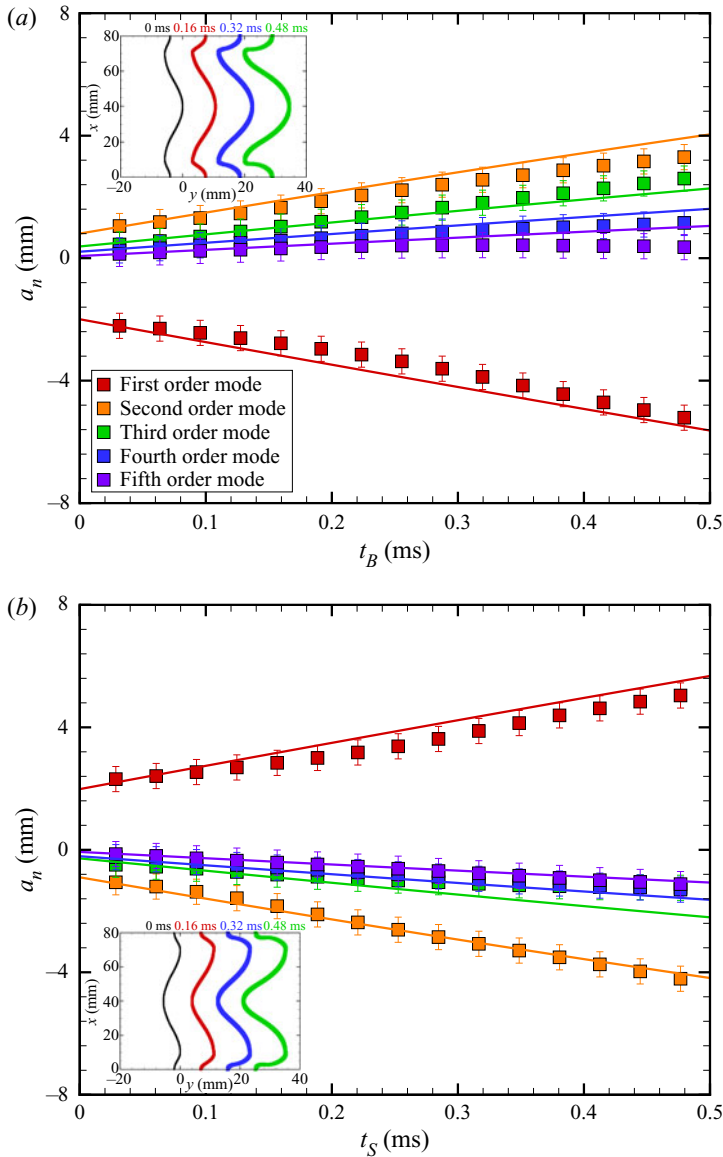 (a)
8
4
0
−4
−8
a_n (mm)
0 ms 0.16 ms 0.32 ms 0.48 ms
80
60
40
20
0
x (mm)
−20 0 20 40
y (mm)
First order mode
Second order mode
Third order mode
Fourth order mode
Fifth order mode
0 0.1 0.2 0.3 0.4 0.5
t_B (ms)
(b)
8
4
0
−4
−8
a_n (mm)
0 ms 0.16 ms 0.32 ms 0.48 ms
80
60
40
20
0
x (mm)
−20 0 20 40
y (mm)
0 0.1 0.2 0.3 0.4 0.5
t_S (ms)